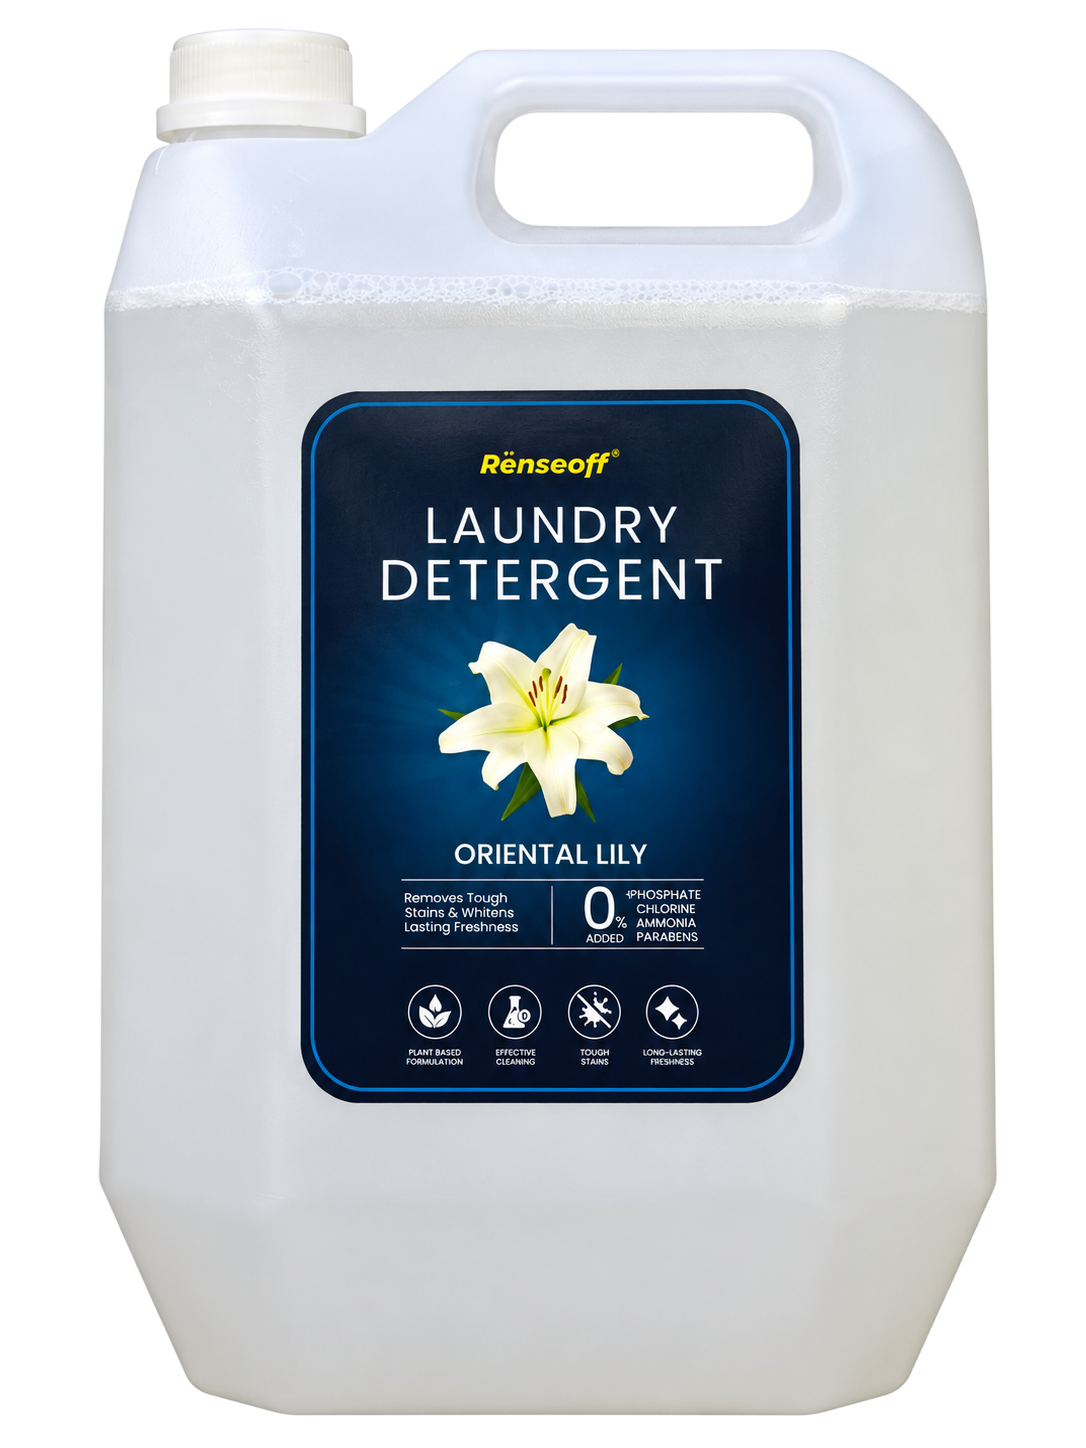 Rënseoff®
LAUNDRY
DETERGENT
ORIENTAL LILY
Removes Tough
Stains & Whitens
Lasting Freshness
0%
ADDED
PHOSPHATE
CHLORINE
AMMONIA
PARABENS
PLANT BASED
FORMULATION
EFFECTIVE
CLEANING
TOUGH
STAINS
LONG-LASTING
FRESHNESS